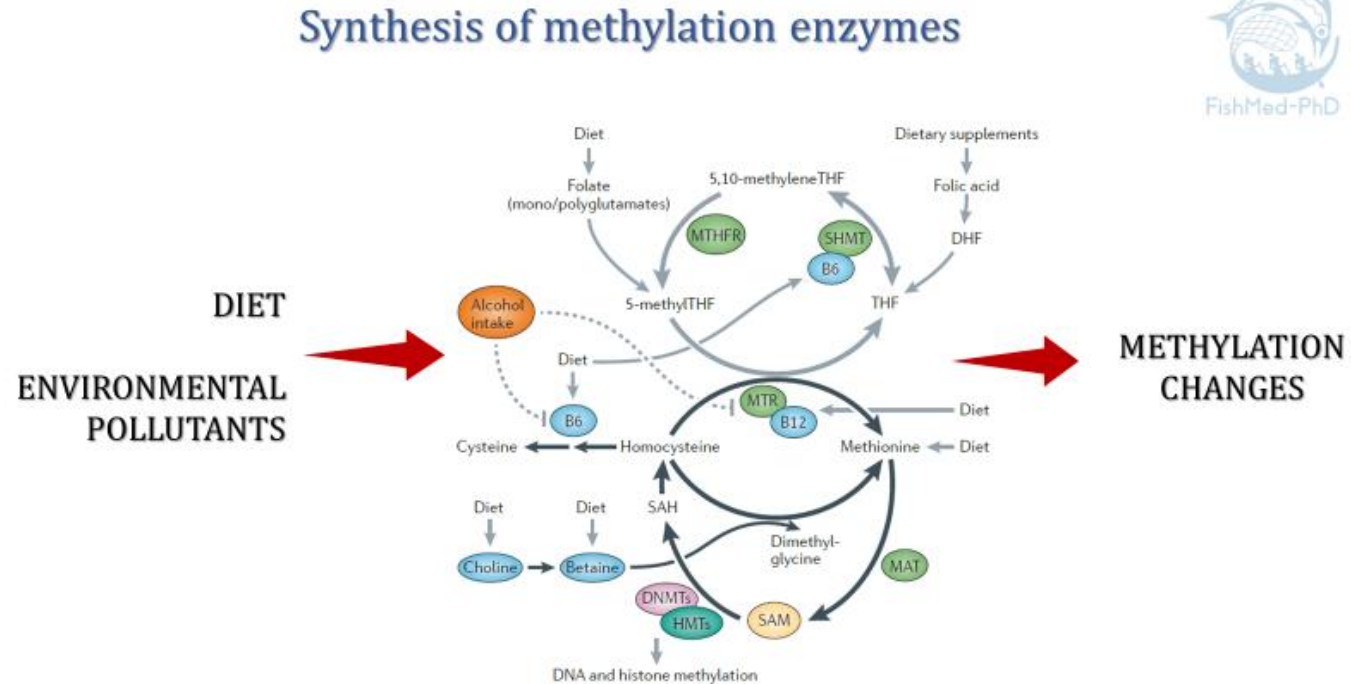 Synthesis of methylation enzymes
FishMed-PhD
Diet
Dietary supplements
5,10-methyleneTHF
Folate
(mono/polyglutamates)
Folic acid
MTHFR
SHMT
DHF
B6
DIET
Alcohol
intake
5-methylTHF
THF
Diet
METHYLATION
CHANGES
ENVIRONMENTAL
POLLUTANTS
MTR
B12
Diet
B6
Cysteine
Homocysteine
Methionine
Diet
Diet
Diet
SAH
Dimethyl-
glycine
Choline
Betaine
MAT
DNMTs
HMTs
SAM
DNA and histone methylation